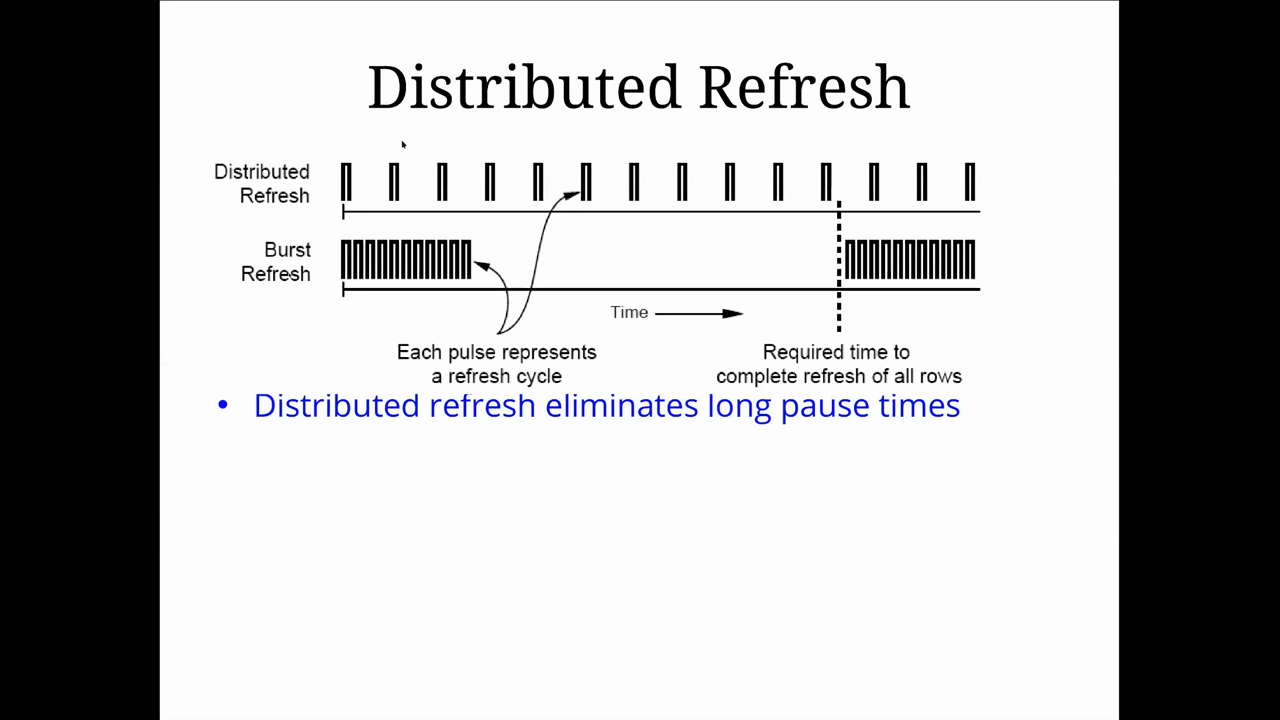 Distributed Refresh
Distributed
Refresh
Burst
Refresh
Time
Each pulse represents
a refresh cycle
Required time to
complete refresh of all rows
• Distributed refresh eliminates long pause times